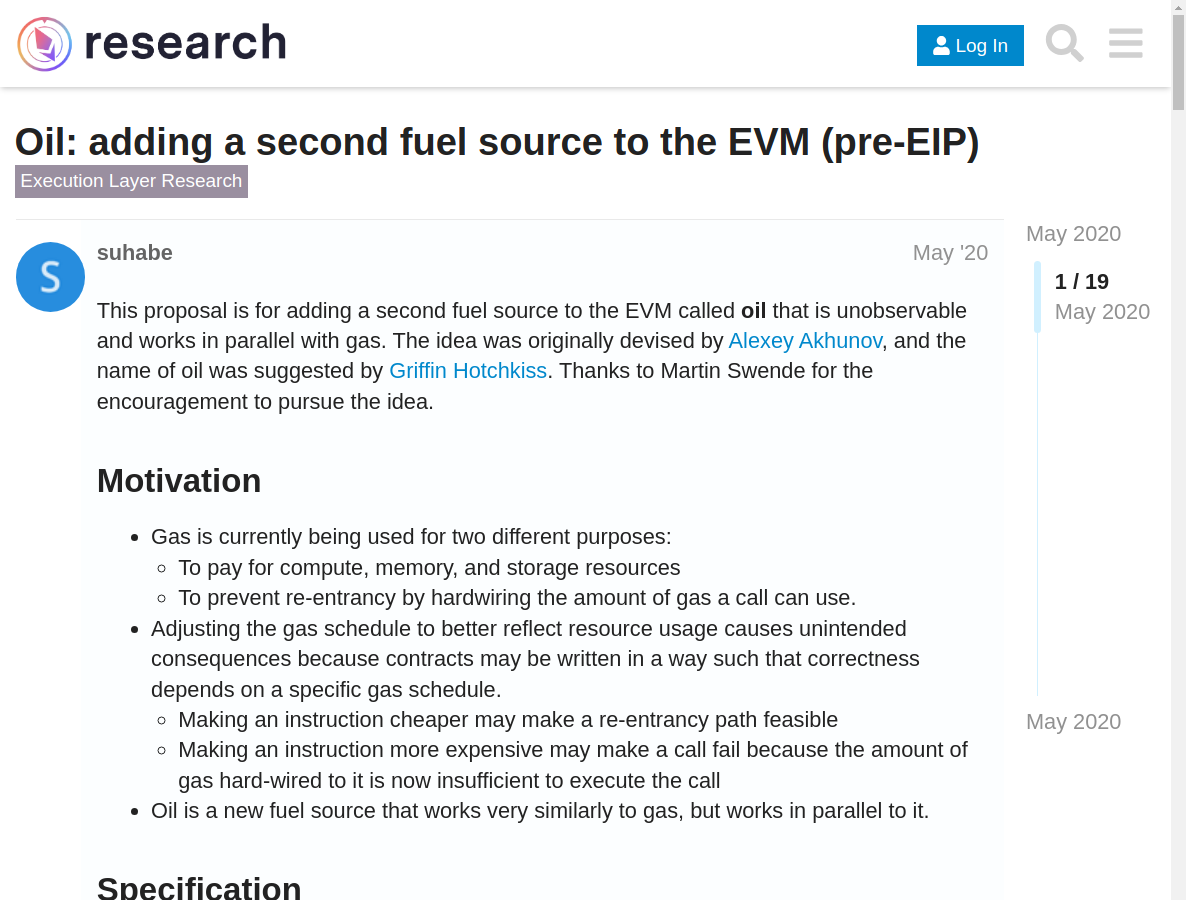 research
Log In
Oil: adding a second fuel source to the EVM (pre-EIP)
Execution Layer Research
suhabe
May '20
This proposal is for adding a second fuel source to the EVM called oil that is unobservable
and works in parallel with gas. The idea was originally devised by Alexey Akhunov, and the
name of oil was suggested by Griffin Hotchkiss. Thanks to Martin Swende for the
encouragement to pursue the idea.
Motivation
• Gas is currently being used for two different purposes:
◦ To pay for compute, memory, and storage resources
◦ To prevent re-entrancy by hardwiring the amount of gas a call can use.
• Adjusting the gas schedule to better reflect resource usage causes unintended
consequences because contracts may be written in a way such that correctness
depends on a specific gas schedule.
◦ Making an instruction cheaper may make a re-entrancy path feasible
◦ Making an instruction more expensive may make a call fail because the amount of
gas hard-wired to it is now insufficient to execute the call
• Oil is a new fuel source that works very similarly to gas, but works in parallel to it.
Specification
May 2020
1 / 19
May 2020
May 2020
S